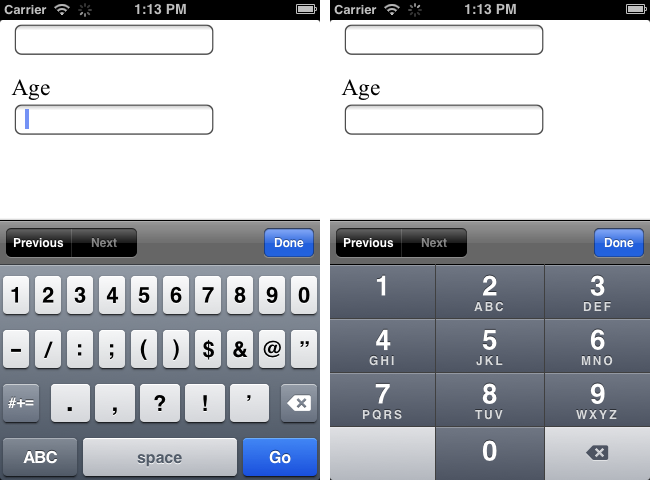 Carrier 1:13 PM
Age
Previous Next Done
1 2 3 4 5 6 7 8 9 0
- / : ; ( ) $ & @ ”
#+= . , ? ! ’
ABC space Go
Carrier 1:13 PM
Age
Previous Next Done
1 2 3
ABC DEF
4 5 6
GHI JKL MNO
7 8 9
PQRS TUV WXYZ
0